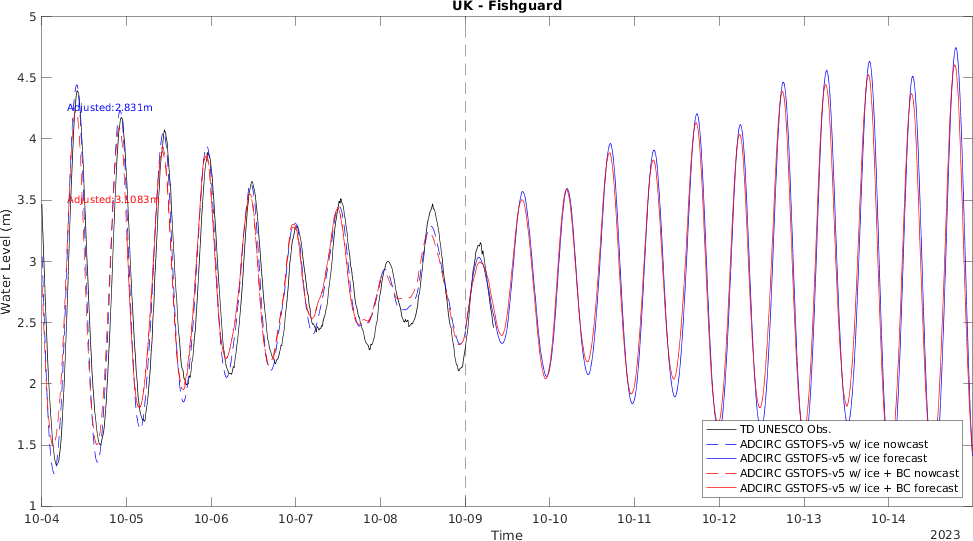 UK - Fishguard
5
4.5
4
3.5
3
2.5
2
1.5
1
Water Level (m)
Adjusted:2.831m
Adjusted:3.1083m
TD UNESCO Obs.
ADCIRC GSTOFS-v5 w/ ice nowcast
ADCIRC GSTOFS-v5 w/ ice forecast
ADCIRC GSTOFS-v5 w/ ice + BC nowcast
ADCIRC GSTOFS-v5 w/ ice + BC forecast
10-04 10-05 10-06 10-07 10-08 10-09 10-10 10-11 10-12 10-13 10-14
Time
2023